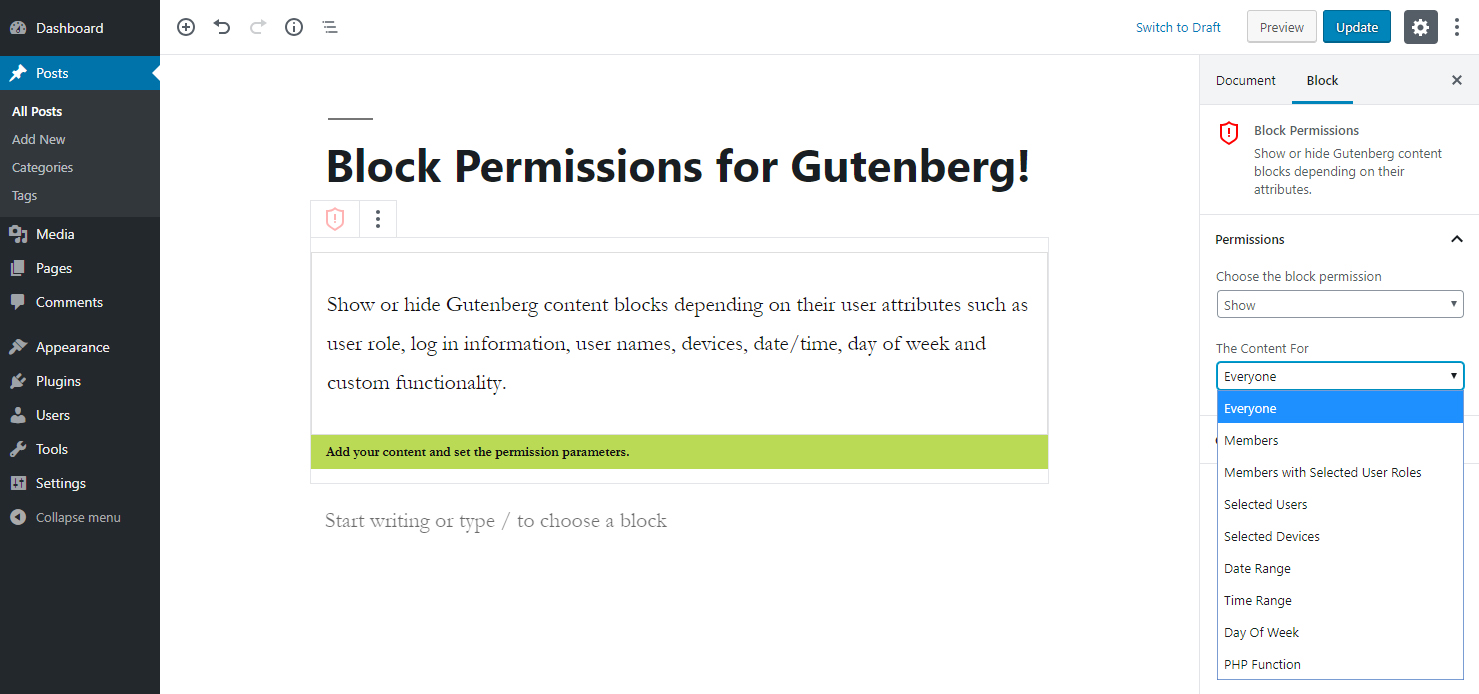 Dashboard
Posts
All Posts
Add New
Categories
Tags
Media
Pages
Comments
Appearance
Plugins
Users
Tools
Settings
Collapse menu
Switch to Draft
Preview
Update
Block Permissions for Gutenberg!
Show or hide Gutenberg content blocks depending on their user attributes such as
user role, log in information, user names, devices, date/time, day of week and
custom functionality.
Add your content and set the permission parameters.
Start writing or type / to choose a block
Document
Block
Block Permissions
Show or hide Gutenberg content
blocks depending on their
attributes.
Permissions
Choose the block permission
Show
The Content For
Everyone
Everyone
Members
Members with Selected User Roles
Selected Users
Selected Devices
Date Range
Time Range
Day Of Week
PHP Function